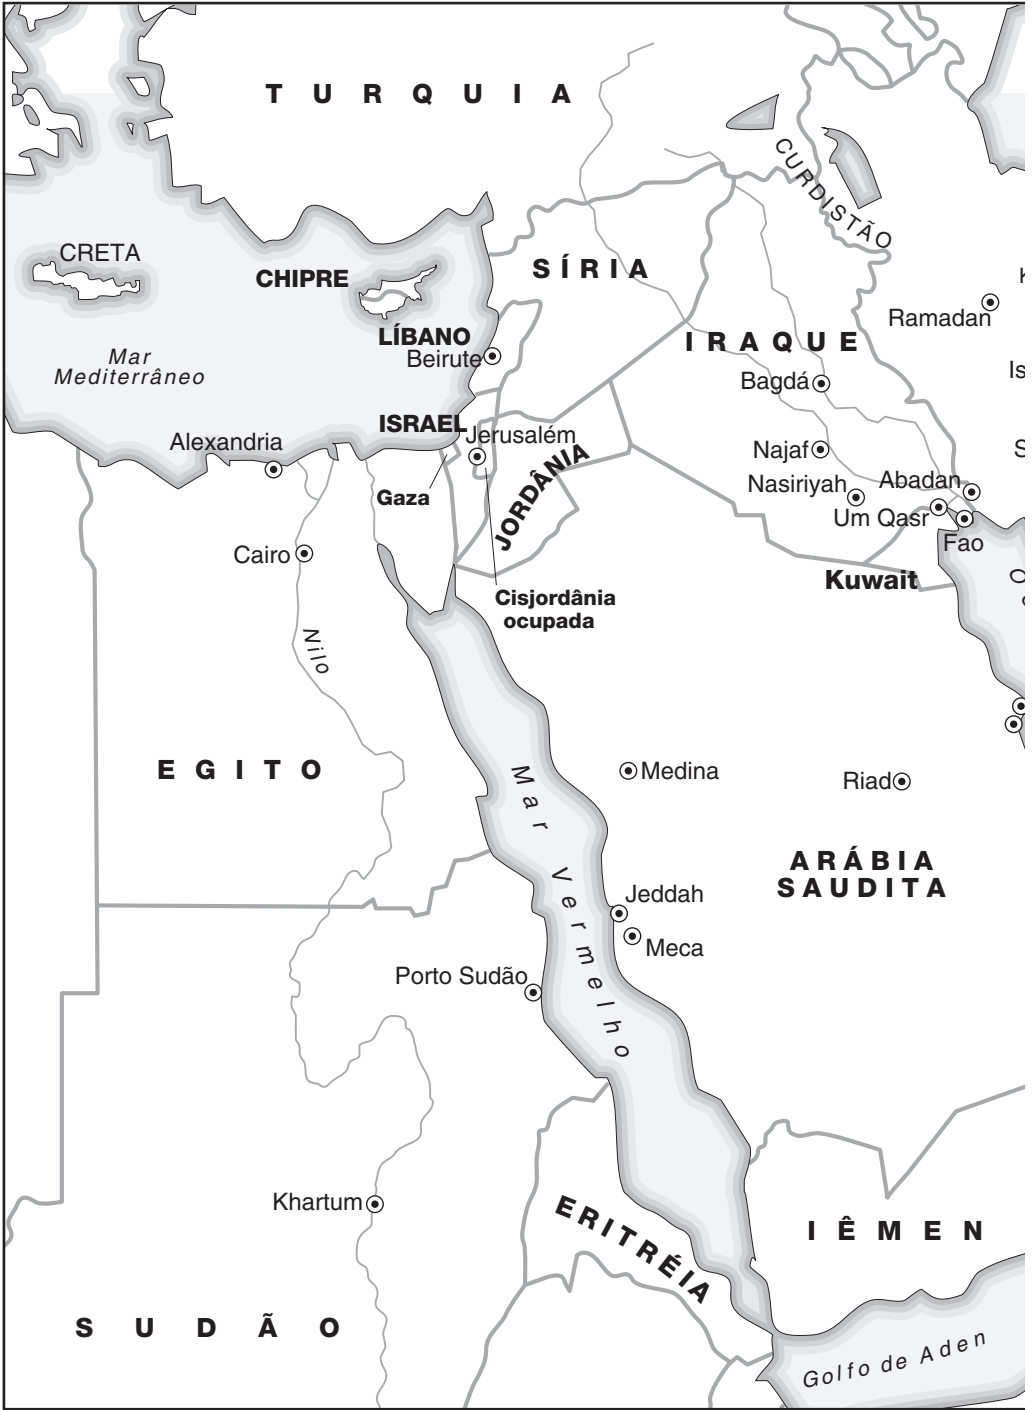 TURQUIA
CURDISTÃO
CRETA
CHIPRE
SÍRIA
Ramadan
LÍBANO
Beirute
IRAQUE
Mar
Mediterrâneo
Is
Bagdá
ISRAEL
Jerusalém
Alexandria
Najaf
S
Gaza
JORDÂNIA
Nasiriyah
Abadan
Um Qasr
Fao
Cairo
Kuwait
Cisjordânia
ocupada
Nilo
EGITO
Mar Vermelho
Medina
Riad
ARÁBIA
SAUDITA
Jeddah
Meca
Porto Sudão
Khartum
ERITRÉIA
IÊMEN
SUDÃO
Golfo de Aden